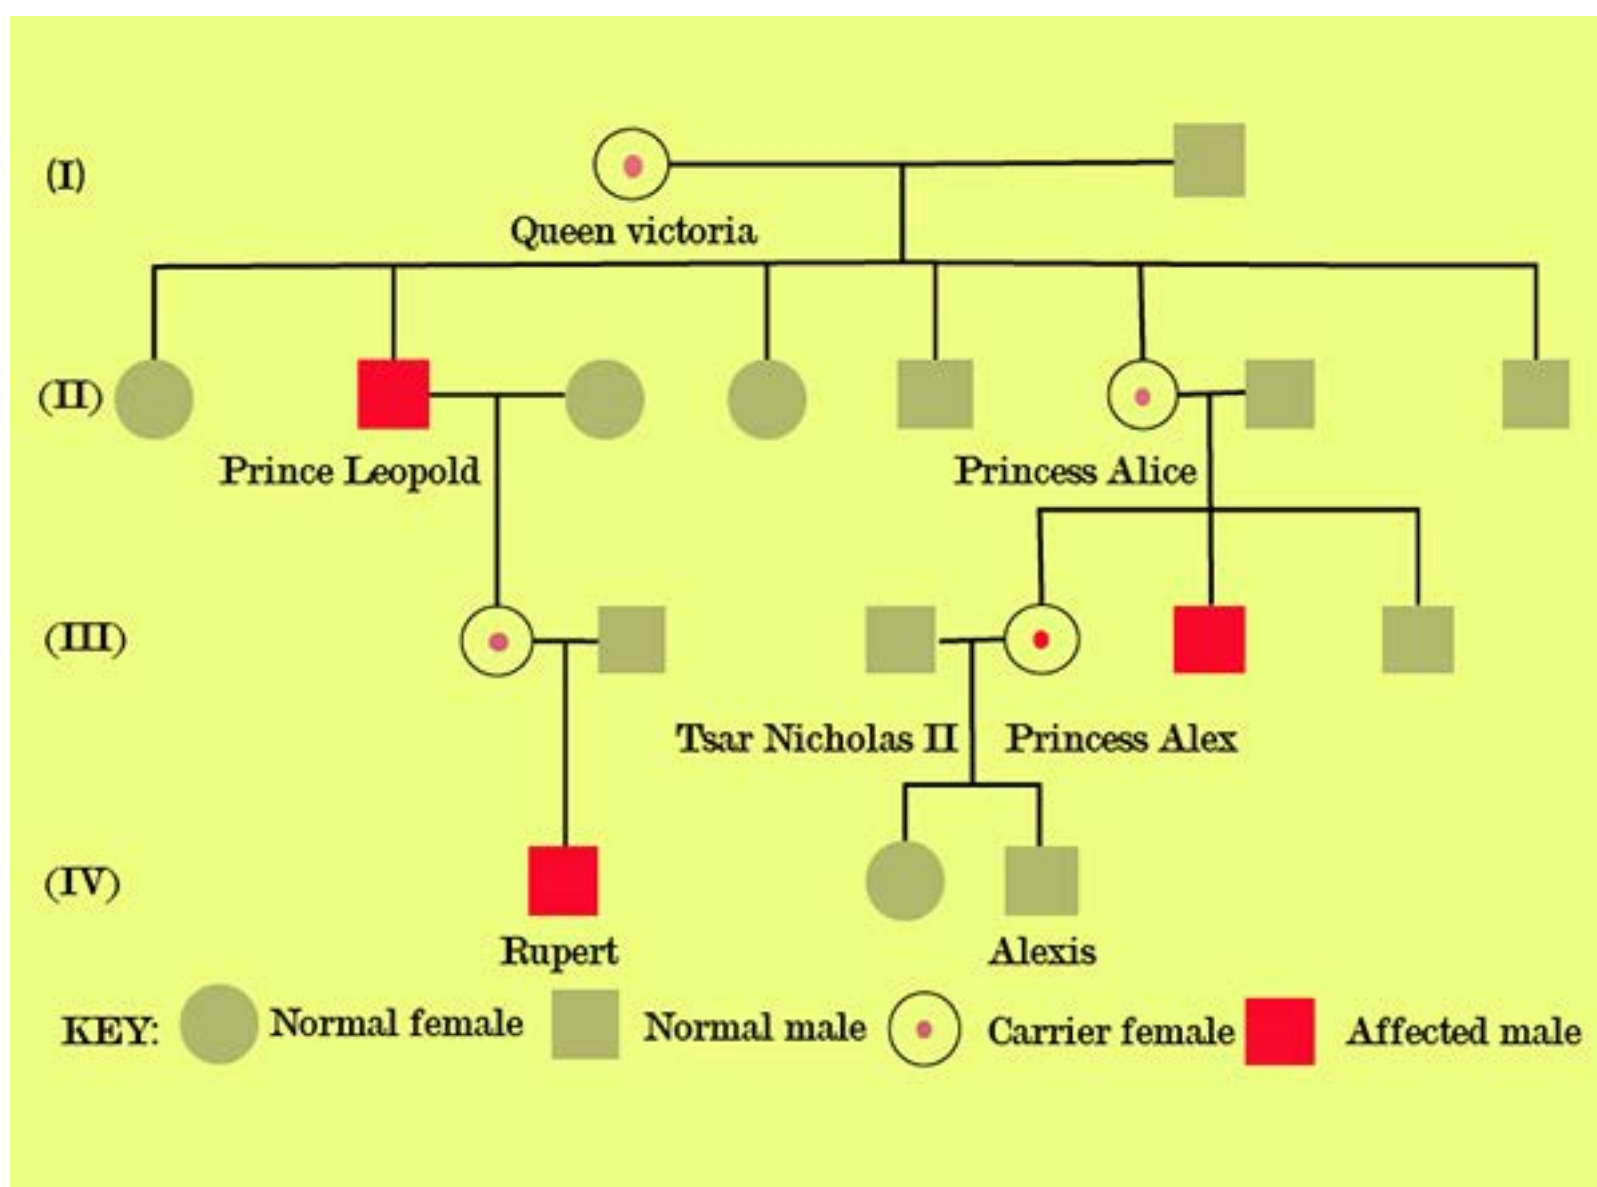 (I)
Queen victoria
(II)
Prince Leopold
Princess Alice
(III)
Tsar Nicholas II
Princess Alex
(IV)
Rupert
Alexis
KEY: Normal female Normal male Carrier female Affected male